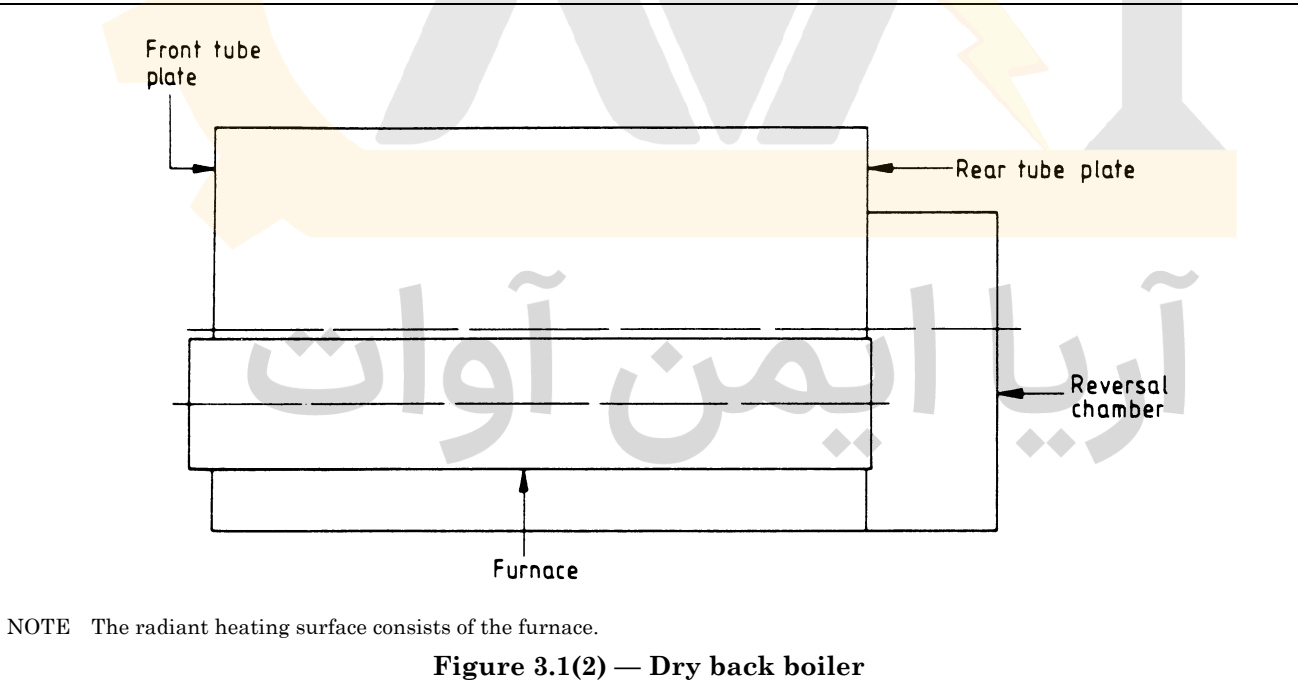 Front tube
plate
Rear tube plate
آریا ایمن آوات
Reversal
chamber
Furnace
NOTE The radiant heating surface consists of the furnace.
Figure 3.1(2) — Dry back boiler